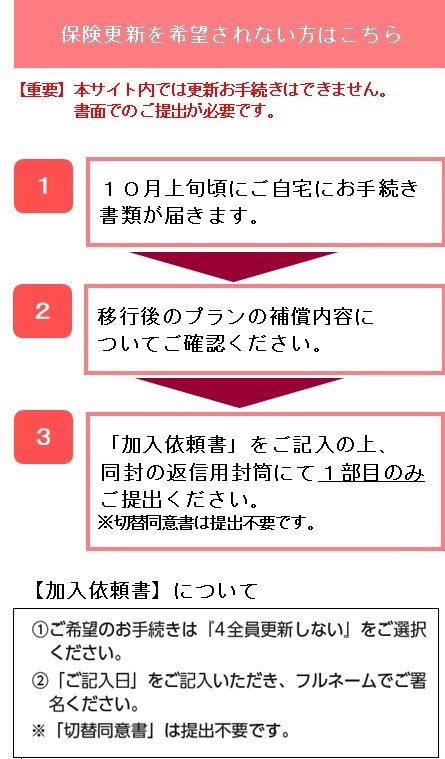 保険更新を希望されない方はこちら
【重要】本サイト内では更新お手続きはできません。
書面でのご提出が必要です。
1
１０月上旬頃にご自宅にお手続き
書類が届きます。
2
移行後のプランの補償内容に
ついてご確認ください。
3
「加入依頼書」をご記入の上、
同封の返信用封筒にて１部目のみ
ご提出ください。
※切替同意書は提出不要です。
【加入依頼書】について
①ご希望のお手続きは『4全員更新しない』をご選択
ください。
②「ご記入日」をご記入いただき、フルネームでご署
名ください。
※「切替同意書」は提出不要です。